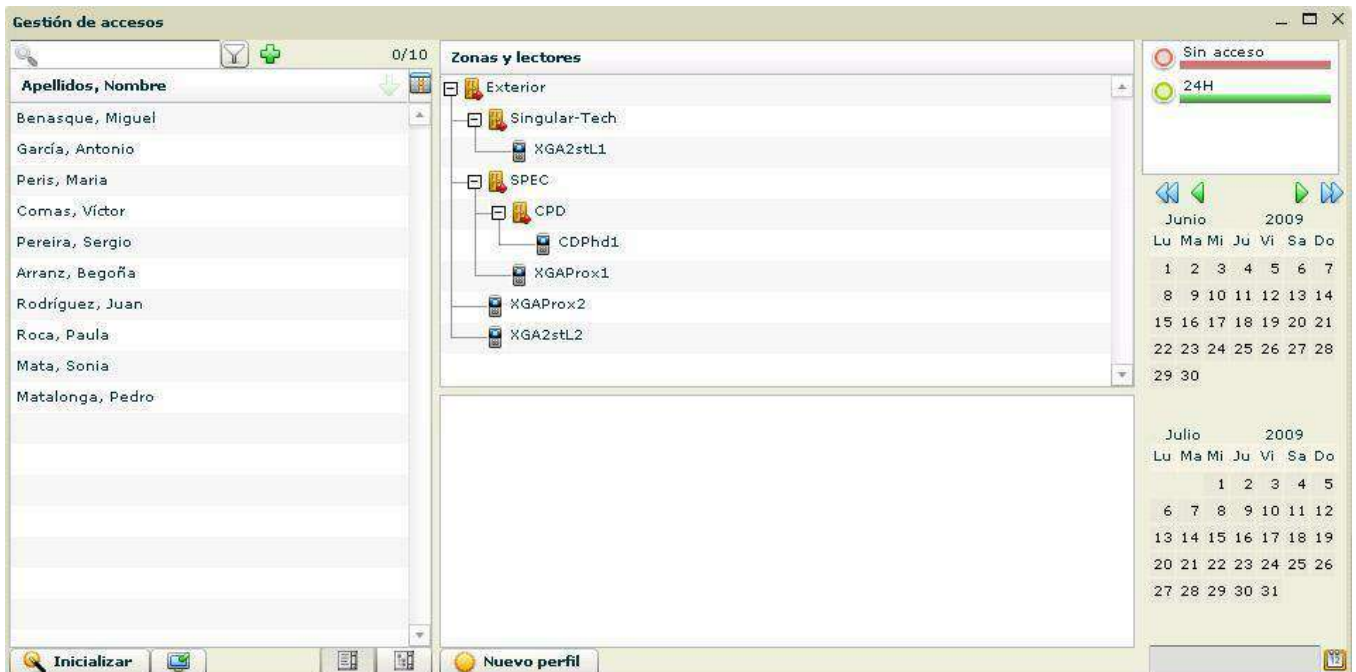 Gestión de accesos
0/10
Apellidos, Nombre
Benasque, Miguel
García, Antonio
Peris, Maria
Comas, Víctor
Pereira, Sergio
Arranz, Begoña
Rodríguez, Juan
Roca, Paula
Mata, Sonia
Matalonga, Pedro
Inicializar
Zonas y lectores
Exterior
Singular-Tech
XGA2stL1
SPEC
CPD
CDPhd1
XGAProx1
XGAProx2
XGA2stL2
Nuevo perfil
Sin acceso
24H
Junio 2009
Lu Ma Mi Ju Vi Sa Do
1 2 3 4 5 6 7
8 9 10 11 12 13 14
15 16 17 18 19 20 21
22 23 24 25 26 27 28
29 30
Julio 2009
Lu Ma Mi Ju Vi Sa Do
1 2 3 4 5
6 7 8 9 10 11 12
13 14 15 16 17 18 19
20 21 22 23 24 25 26
27 28 29 30 31
12